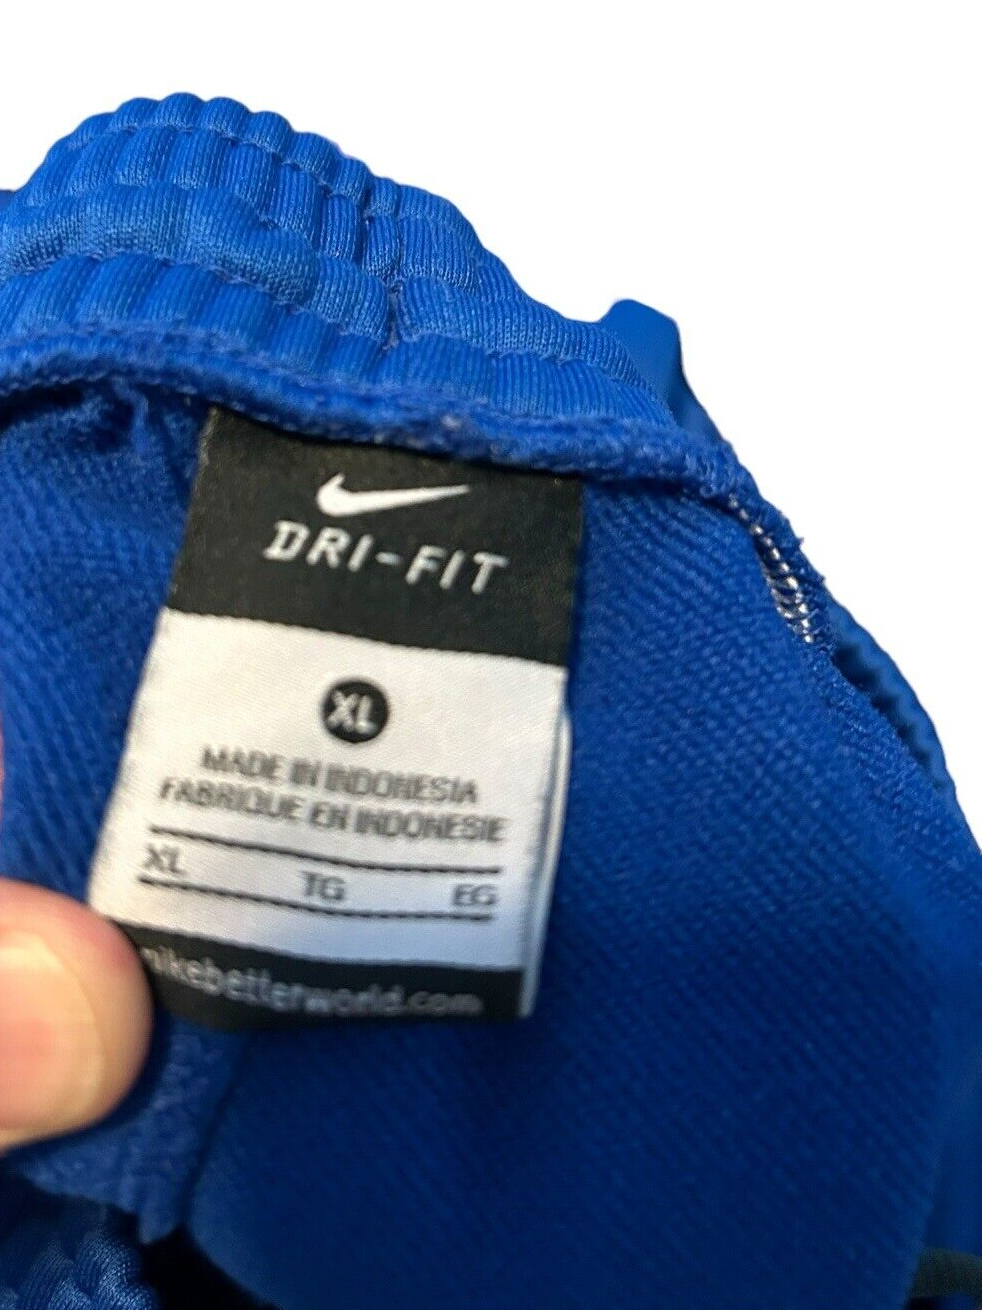 DRI-FIT
XL
MADE IN INDONESIA
FABRIQUE EN INDONESIE
XL TG EG
nikebetterworld.com